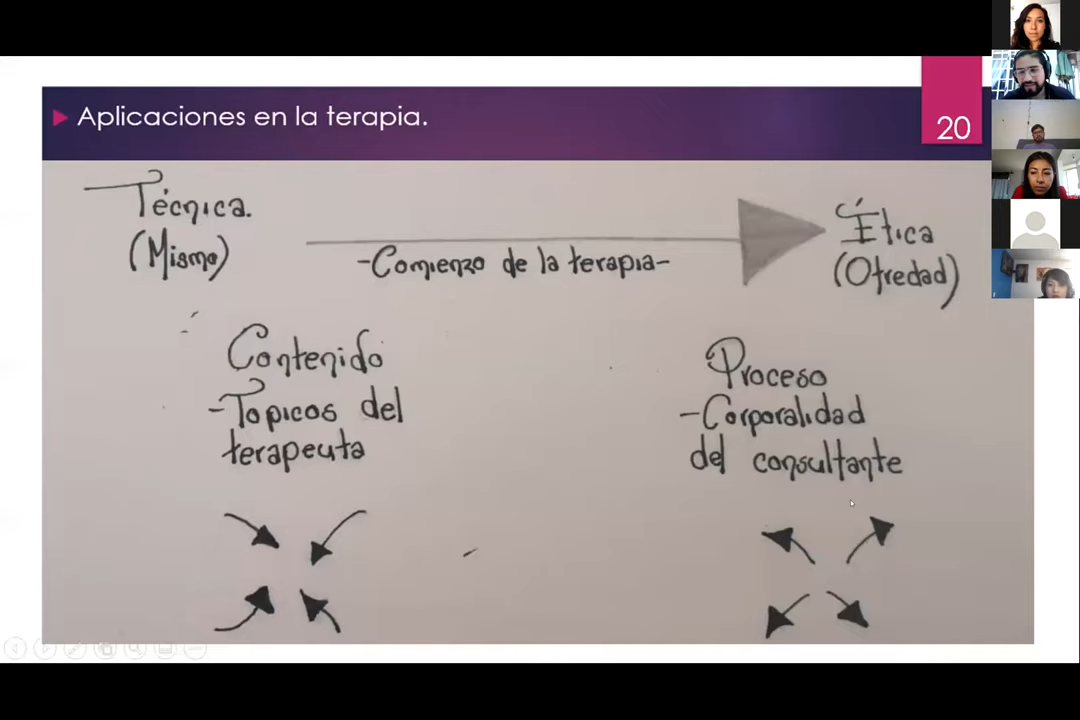 Aplicaciones en la terapia.
20
Técnica.
(Mismo)
-Comienzo de la terapia-
Ética
(Otredad)
Contenido
-Topicos del
terapeuta
Proceso
-Corporalidad
del consultante